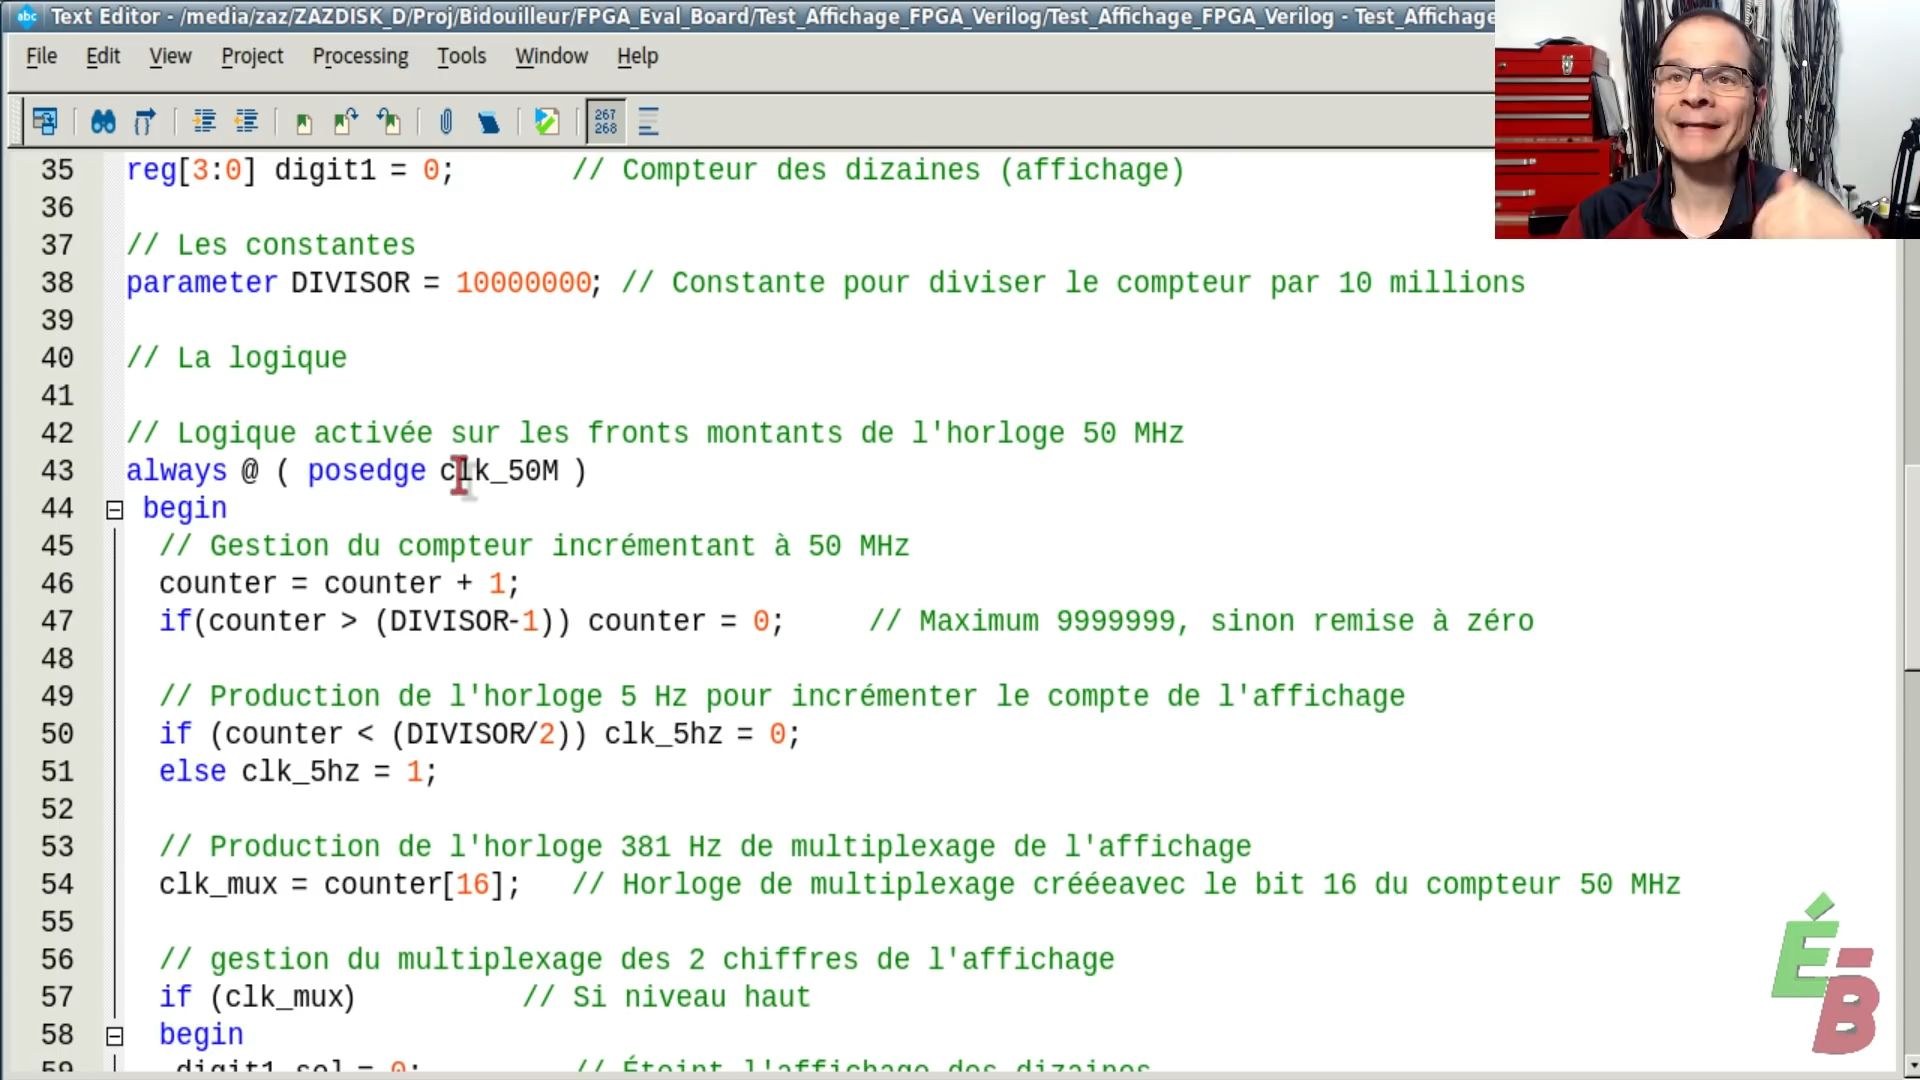 Text Editor - /media/zaz/ZAZDISK_D/Proj/Bidouilleur/FPGA_Eval_Board/Test_Affichage_FPGA_Verilog/Test_Affichage_FPGA_Verilog - Test_Affichage
File Edit View Project Processing Tools Window Help
267
268
35 reg[3:0] digit1 = 0; // Compteur des dizaines (affichage)
36
37 // Les constantes
38 parameter DIVISOR = 10000000; // Constante pour diviser le compteur par 10 millions
39
40 // La logique
41
42 // Logique activée sur les fronts montants de l'horloge 50 MHz
43 always @ ( posedge clk_50M )
44 begin
45 // Gestion du compteur incrémentant à 50 MHz
46 counter = counter + 1;
47 if(counter > (DIVISOR-1)) counter = 0; // Maximum 9999999, sinon remise à zéro
48
49 // Production de l'horloge 5 Hz pour incrémenter le compte de l'affichage
50 if (counter < (DIVISOR/2)) clk_5hz = 0;
51 else clk_5hz = 1;
52
53 // Production de l'horloge 381 Hz de multiplexage de l'affichage
54 clk_mux = counter[16]; // Horloge de multiplexage crééeavec le bit 16 du compteur 50 MHz
55
56 // gestion du multiplexage des 2 chiffres de l'affichage
57 if (clk_mux) // Si niveau haut
58 begin
59 digit1_sel = 0; // Éteint l'affichage des dizaines
É-B